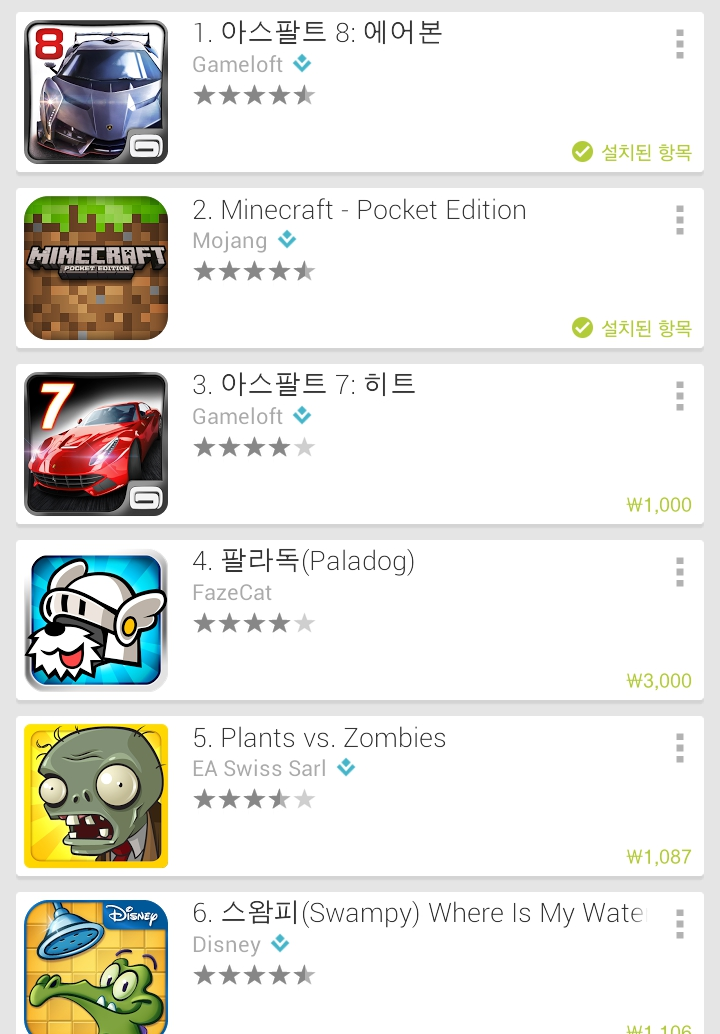 8
1. 아스팔트 8: 에어본
Gameloft
설치된 항목
MINECRAFT
POCKET EDITION
2. Minecraft - Pocket Edition
Mojang
설치된 항목
7
3. 아스팔트 7: 히트
Gameloft
₩1,000
4. 팔라독(Paladog)
FazeCat
₩3,000
5. Plants vs. Zombies
EA Swiss Sarl
₩1,087
Disney
6. 스왐피(Swampy) Where Is My Wate
Disney
₩1,106